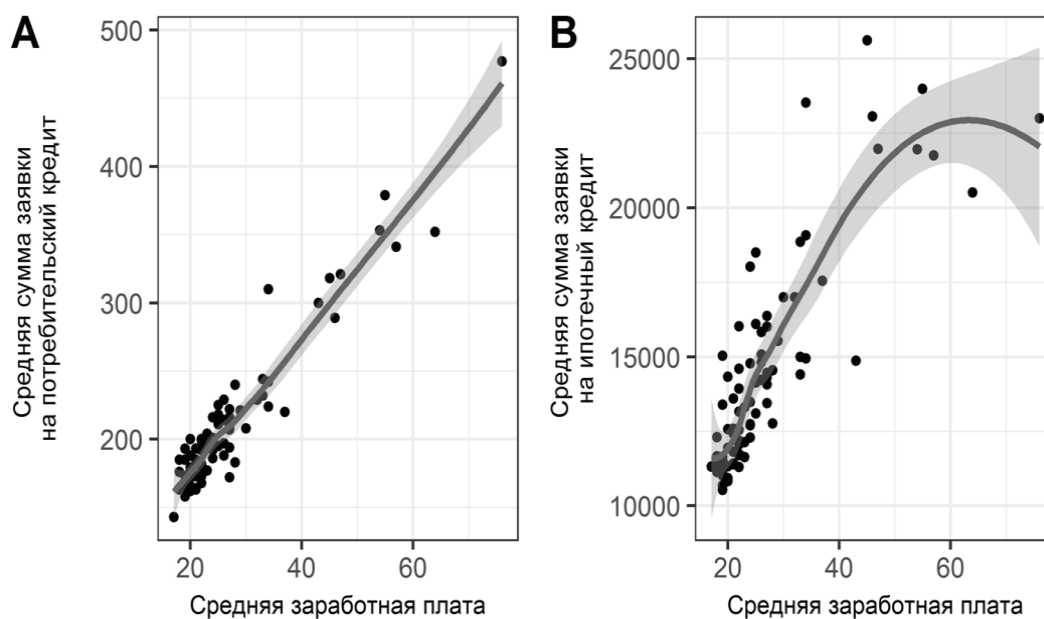 A
Средняя сумма заявки
на потребительский кредит
500
400
300
200
20 40 60
Средняя заработная плата
B
Средняя сумма заявки
на ипотечный кредит
25000
20000
15000
10000
20 40 60
Средняя заработная плата